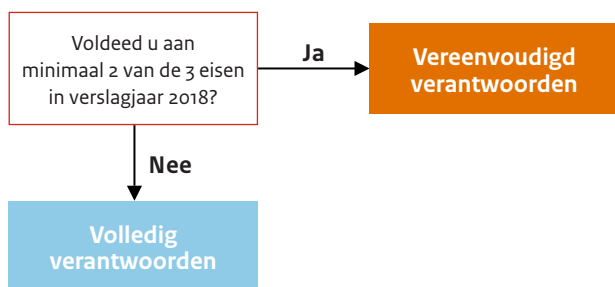 Voldeed u aan
minimaal 2 van de 3 eisen
in verslagjaar 2018?
Ja
Vereenvoudigd
verantwoorden
Nee
Volledig
verantwoorden